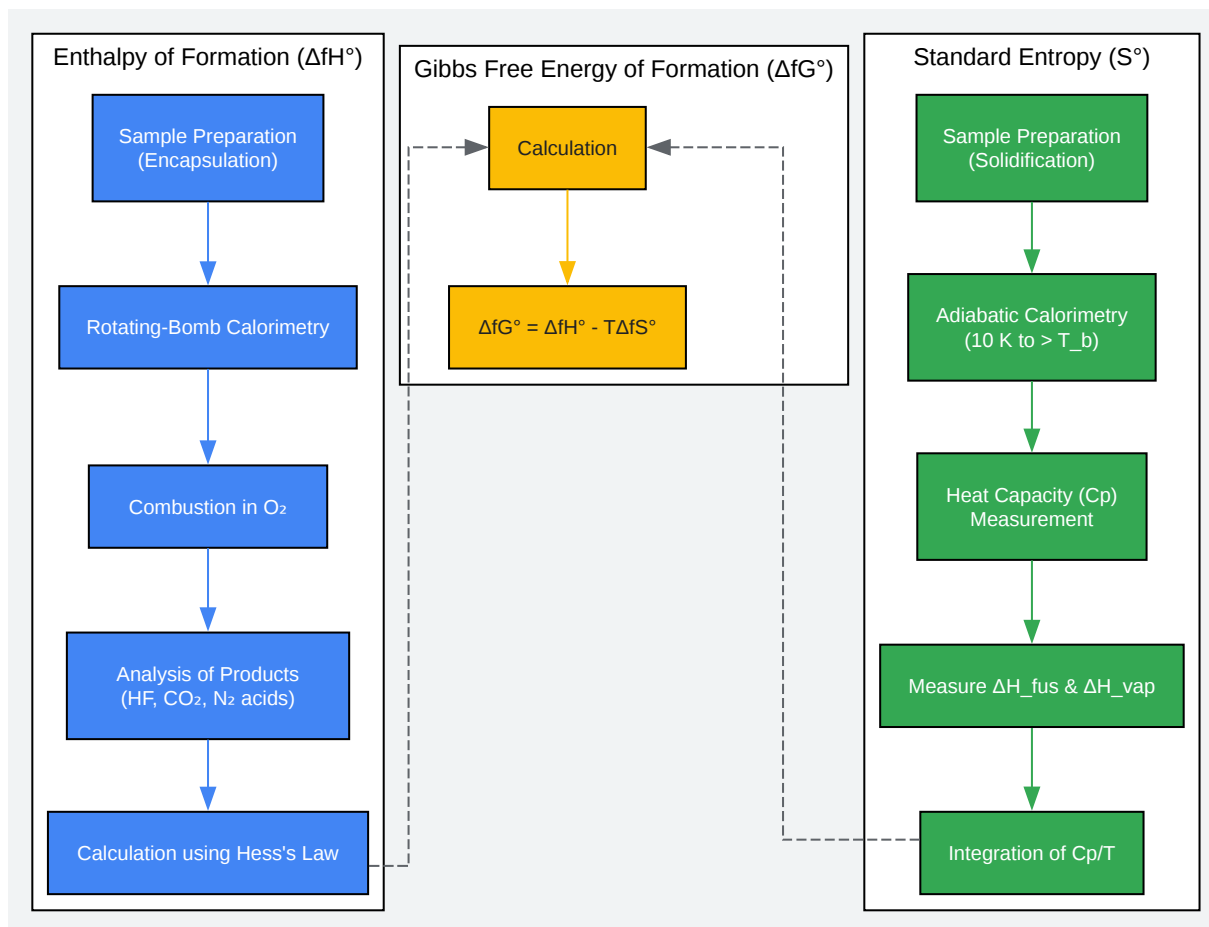 Enthalpy of Formation (ΔfH°)
Sample Preparation
(Encapsulation)
Rotating-Bomb Calorimetry
Combustion in O₂
Analysis of Products
(HF, CO₂, N₂ acids)
Calculation using Hess's Law
Gibbs Free Energy of Formation (ΔfG°)
Calculation
ΔfG° = ΔfH° - TΔfS°
Standard Entropy (S°)
Sample Preparation
(Solidification)
Adiabatic Calorimetry
(10 K to > T_b)
Heat Capacity (Cp)
Measurement
Measure ΔH_fus & ΔH_vap
Integration of Cp/T